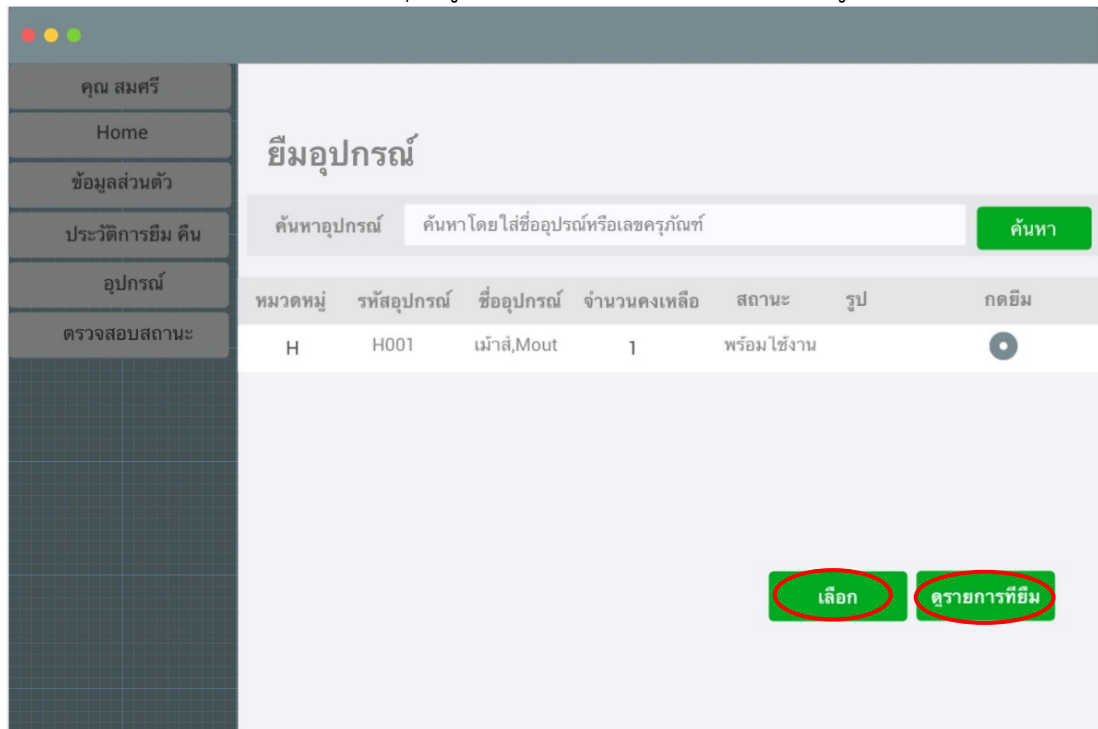 คุณ สมศรี
Home
ข้อมูลส่วนตัว
ประวัติการยืม คืน
อุปกรณ์
ตรวจสอบสถานะ
ยืมอุปกรณ์
ค้นหาอุปกรณ์ ค้นหาโดยใส่ชื่ออุปรณ์หรือเลขครุภัณฑ์ ค้นหา
หมวดหมู่ รหัสอุปกรณ์ ชื่ออุปกรณ์ จำนวนคงเหลือ สถานะ รูป กดยืม
H H001 เม้าส์,Mout 1 พร้อมใช้งาน
เลือก ดูรายการที่ยืม